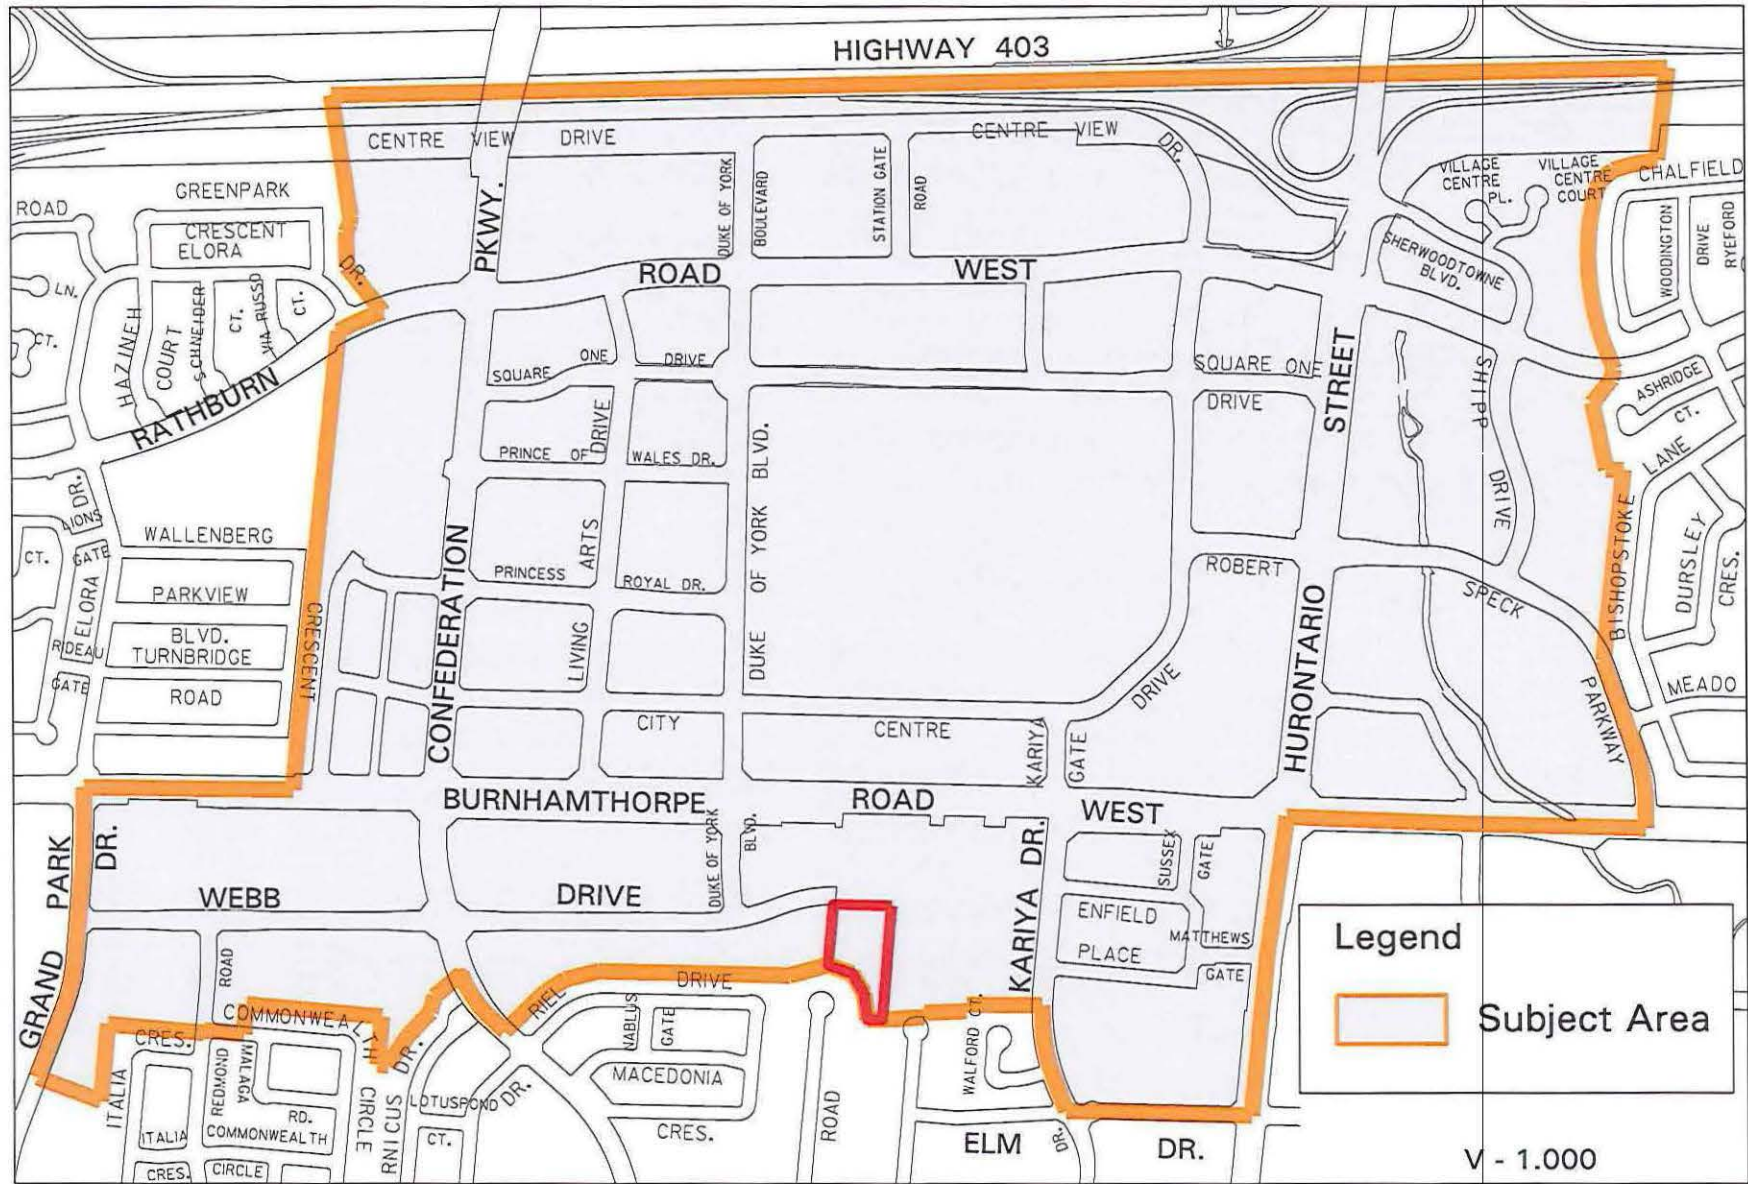 HIGHWAY 403
CENTRE VIEW DRIVE
CENTRE VIEW
DR.
GREENPARK
ROAD
CRESCENT
ELORA
DR.
PKWY.
DUKE OF YORK
BOULEVARD
STATION GATE
ROAD
VILLAGE
CENTRE
PL.
VILLAGE
CENTRE
COURT
CHALFIELD
WOODINGTON
DRIVE
RYEFORD
SHERWOODTOWNE
BLVD.
ROAD
WEST
LN.
CT.
HAZINEH
COURT
SCHNEIDER
CT.
VIA RUSSO
CT.
RATHBURN
SQUARE ONE DRIVE
SQUARE ONE
DRIVE
STREET
SHIPP
DRIVE
ASHRIDGE
CT.
LANE
PRINCE OF
DRIVE
WALES DR.
DUKE OF YORK BLVD.
DR.
LIONS
GATE
CT.
WALLENBERG
PARKVIEW
BLVD.
TURNBRIDGE
ROAD
ELORA
RIDEAU
GATE
CRESCENT
CONFEDERATION
ARTS
PRINCESS
ROYAL DR.
LIVING
ROBERT
SPECK
PARKWAY
BISHOPSTOKE
DURSLEY
CRES.
MEADO
HURONTARIO
DRIVE
CITY
CENTRE
KARIYA
GATE
BURNHAMTHORPE
ROAD
WEST
GRAND PARK
DR.
DUKE OF YORK
BLVD.
KARIYA DR.
SUSSEX
GATE
WEBB
DRIVE
ENFIELD
PLACE
MATTHEWS
GATE
Legend
Subject Area
ROAD
COMMONWEALTH
CRES.
DR.
RIEL
DRIVE
NABLUS
GATE
WALFORD CT.
ITALIA
REDMOND
MALAGA
RD.
COMMONWEALTH
CIRCLE
ITALIA
CRES.
CIRCLE
LOTUSPOND
DR.
CT.
MACEDONIA
CRES.
ROAD
ELM
DR.
DR.
V - 1.000